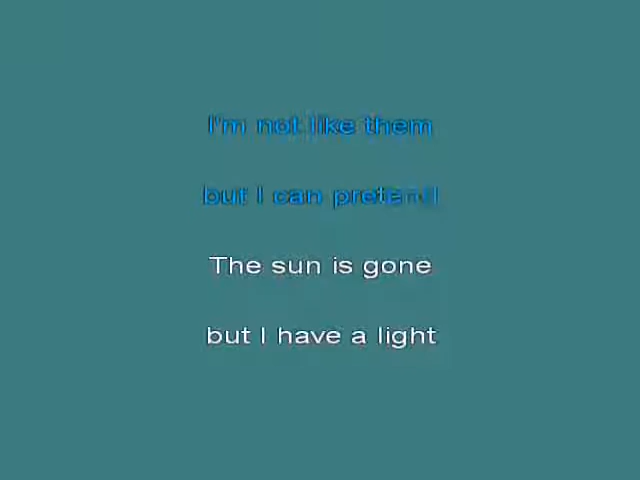 I'm not like them
but I can pretend
The sun is gone
but I have a light